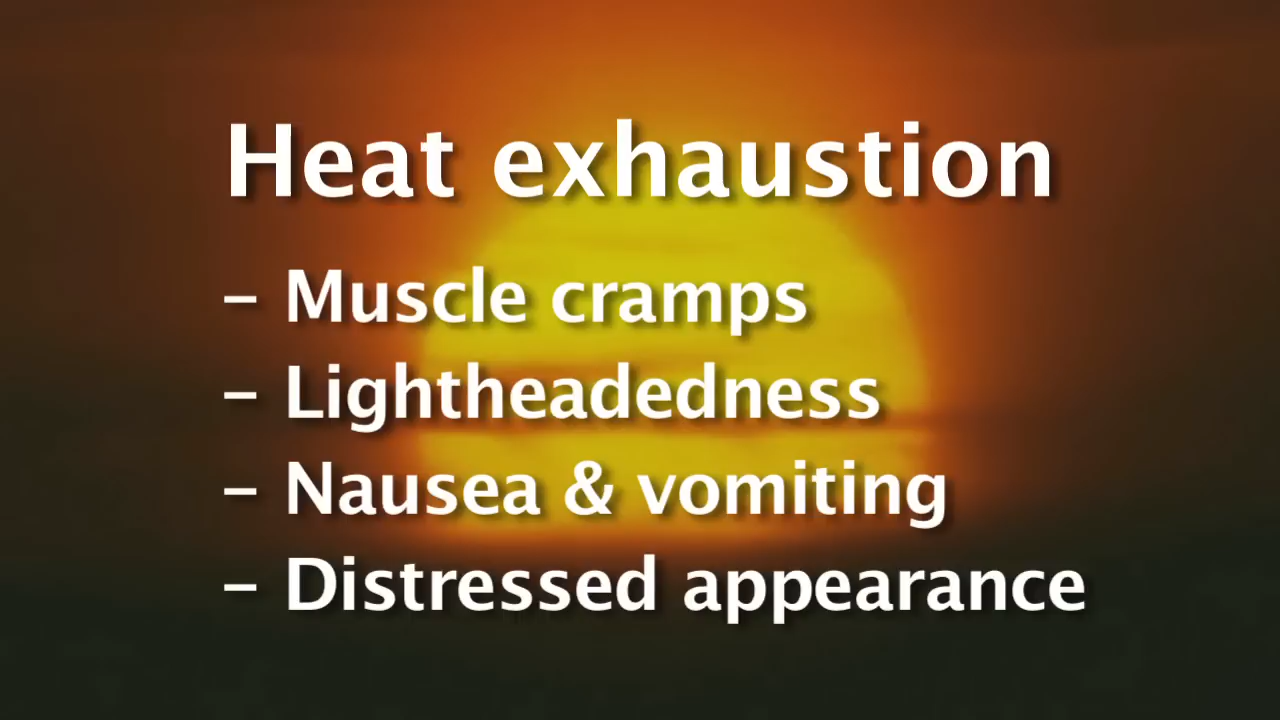 Heat exhaustion
– Muscle cramps
– Lightheadedness
– Nausea & vomiting
– Distressed appearance